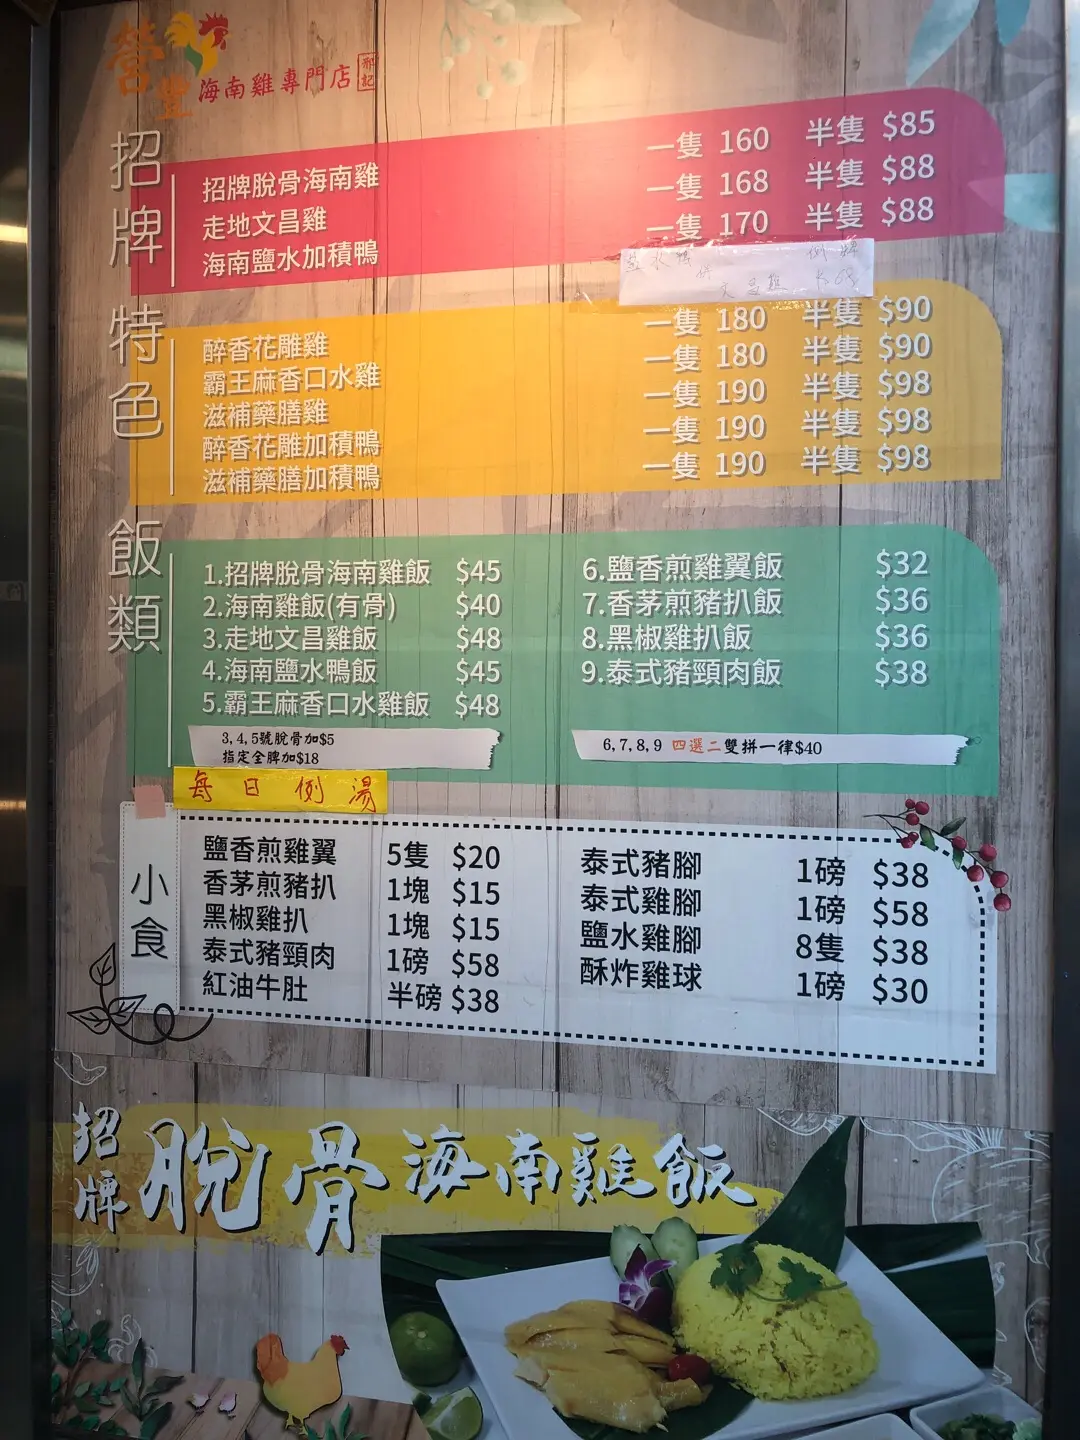 營豐
海南雞專門店
招牌
招牌脫骨海南雞 一隻 160 半隻 $85
走地文昌雞 一隻 168 半隻 $88
海南鹽水加積鴨 一隻 170 半隻 $88
特色
醉香花雕雞 一隻 180 半隻 $90
霸王麻香口水雞 一隻 180 半隻 $90
滋補藥膳雞 一隻 190 半隻 $98
醉香花雕加積鴨 一隻 190 半隻 $98
滋補藥膳加積鴨 一隻 190 半隻 $98
飯類
1.招牌脫骨海南雞飯 $45
2.海南雞飯(有骨) $40
3.走地文昌雞飯 $48
4.海南鹽水鴨飯 $45
5.霸王麻香口水雞飯 $48
3,4,5號脫骨加$5
指定全髀加$18
6.鹽香煎雞翼飯 $32
7.香茅煎豬扒飯 $36
8.黑椒雞扒飯 $36
9.泰式豬頸肉飯 $38
6,7,8,9 四選二雙拼一律$40
每日例湯
小食
鹽香煎雞翼 5隻 $20
香茅煎豬扒 1塊 $15
黑椒雞扒 1塊 $15
泰式豬頸肉 1磅 $58
紅油牛肚 半磅 $38
泰式豬腳 1磅 $38
泰式雞腳 1磅 $58
鹽水雞腳 8隻 $38
酥炸雞球 1磅 $30
招牌脫骨海南雞飯